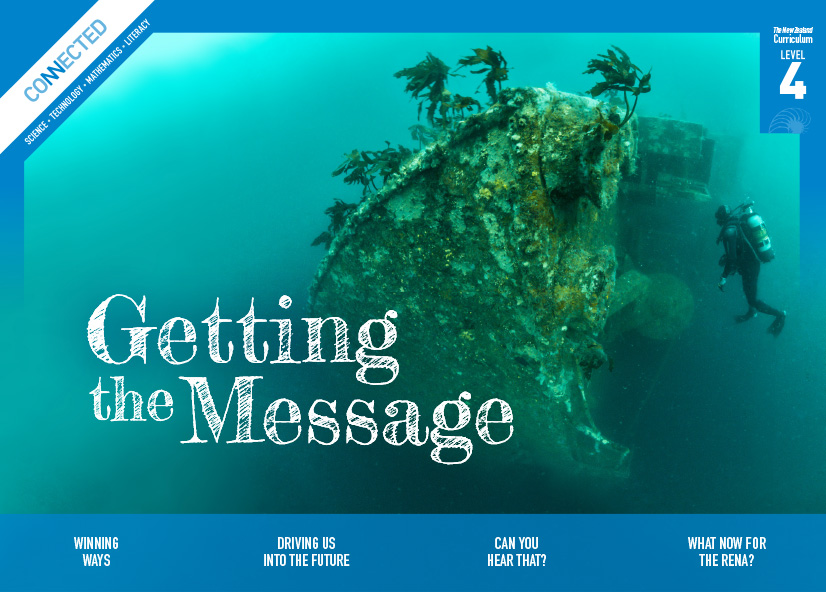 CONNECTED
SCIENCE • TECHNOLOGY • MATHEMATICS • LITERACY
The New Zealand
Curriculum
LEVEL
4
Getting
the Message
WINNING
WAYS
DRIVING US
INTO THE FUTURE
CAN YOU
HEAR THAT?
WHAT NOW FOR
THE RENA?